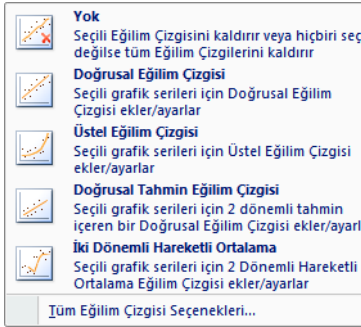 Yok
Seçili Eğilim Çizgisini kaldırır veya hiçbiri seç
değilse tüm Eğilim Çizgilerini kaldırır
Doğrusal Eğilim Çizgisi
Seçili grafik serileri için Doğrusal Eğilim
Çizgisi ekler/ayarlar
Üstel Eğilim Çizgisi
Seçili grafik serileri için Üstel Eğilim Çizgisi
ekler/ayarlar
Doğrusal Tahmin Eğilim Çizgisi
Seçili grafik serileri için 2 dönemli tahmin
içeren bir Doğrusal Eğilim Çizgisi ekler/ayarl
İki Dönemli Hareketli Ortalama
Seçili grafik serileri için 2 Dönemli Hareketli
Ortalama Eğilim Çizgisi ekler/ayarlar
Tüm Eğilim Çizgisi Seçenekleri...